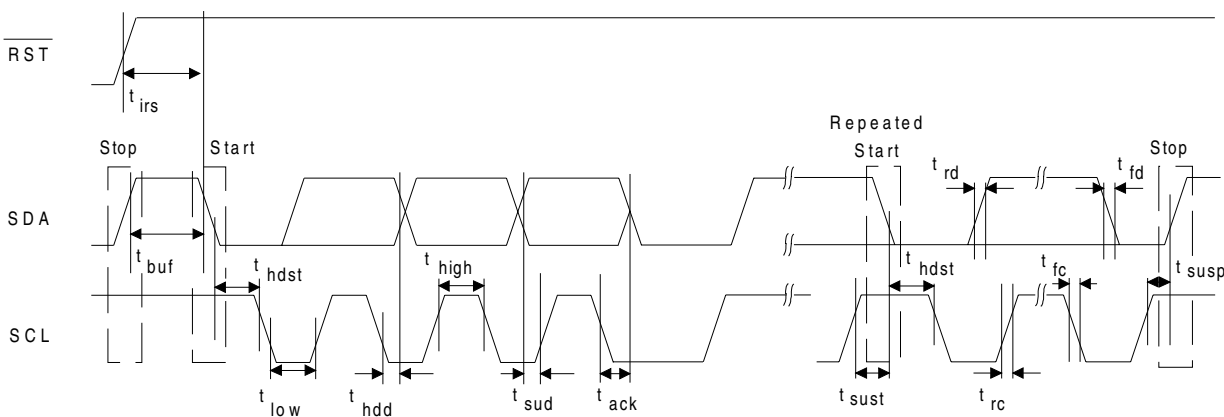 RST
t irs
Repeated
Stop Start Start Stop
t rd t fd
SDA
t buf t hdst t high t hdst t fc t susp
SCL
t low t hdd t sud t ack t sust t rc